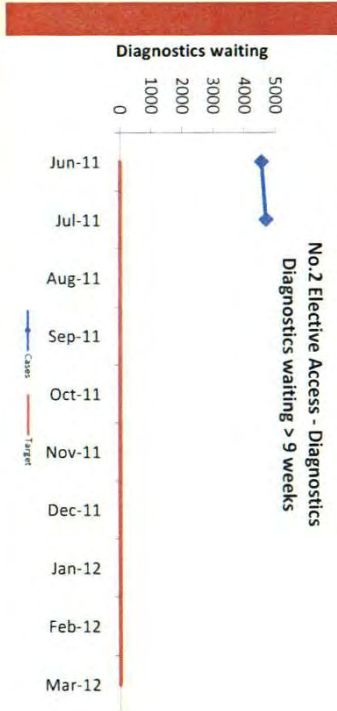 No.2 Elective Access - Diagnostics
Diagnostics waiting > 9 weeks
Diagnostics waiting
5000
4000
3000
2000
1000
0
Jun-11
Jul-11
Aug-11
Sep-11
Oct-11
Nov-11
Dec-11
Jan-12
Feb-12
Mar-12
Cases
Target